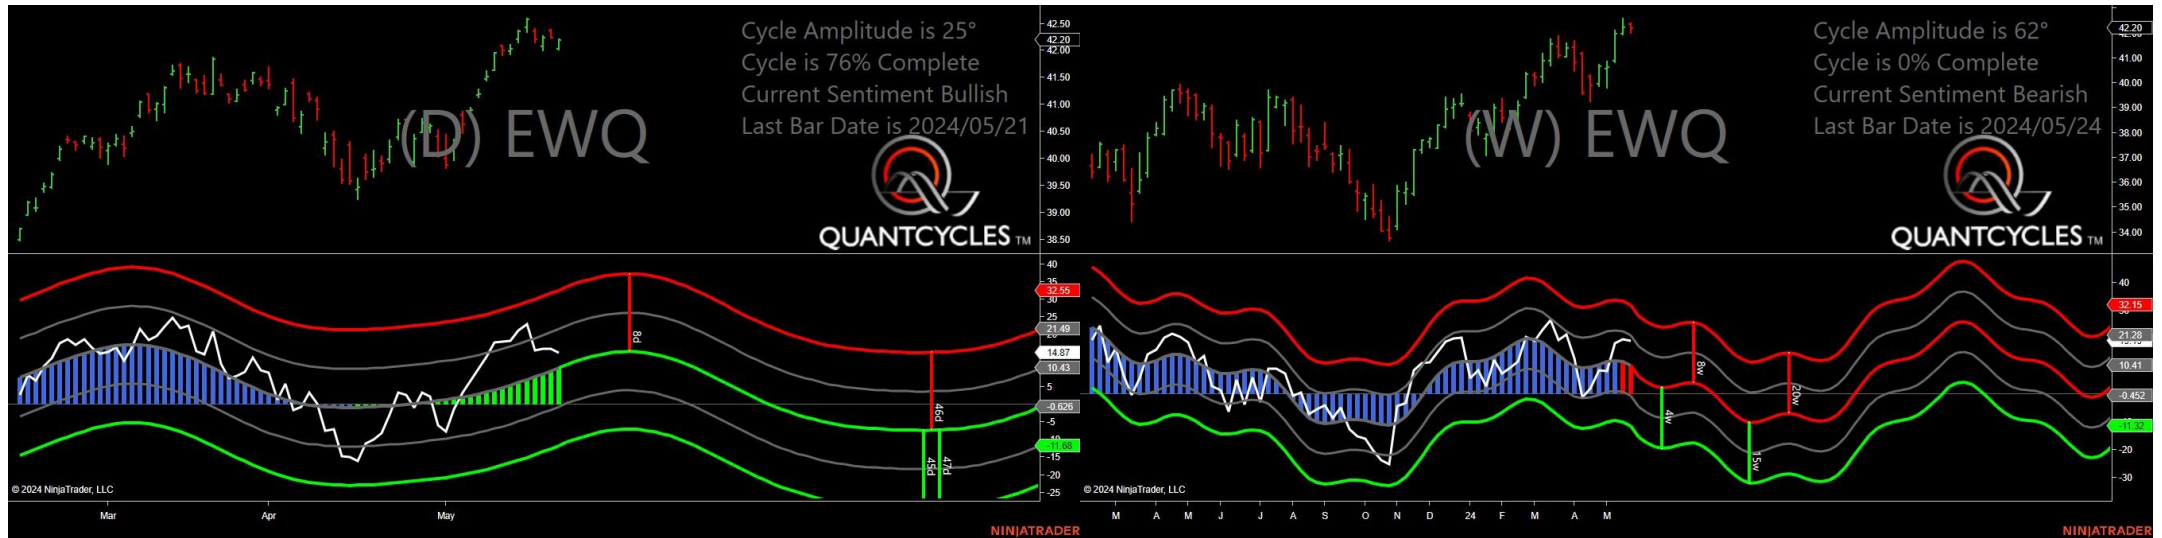 Cycle Amplitude is 25°
Cycle is 76% Complete
Current Sentiment Bullish
Last Bar Date is 2024/05/21
(D) EWQ
QUANTCYCLES TM
42.50
42.20
42.00
41.50
41.00
40.50
40.00
39.50
39.00
38.50
40
35
32.55
30
25
21.49
14.87
10.43
5
-0.626
-5
-11.68
-15
-20
-25
8d
46d
45d
47d
© 2024 NinjaTrader, LLC
Mar Apr May
NINJATRADER
Cycle Amplitude is 62°
Cycle is 0% Complete
Current Sentiment Bearish
Last Bar Date is 2024/05/24
(W) EWQ
QUANTCYCLES TM
42.20
41.00
40.00
39.00
38.00
37.00
36.00
35.00
34.00
40
32.15
21.28
10.41
-0.452
-11.32
-20
-30
8w
4w
20w
15w
© 2024 NinjaTrader, LLC
M A M J J A S O N D 24 F M A M
NINJATRADER